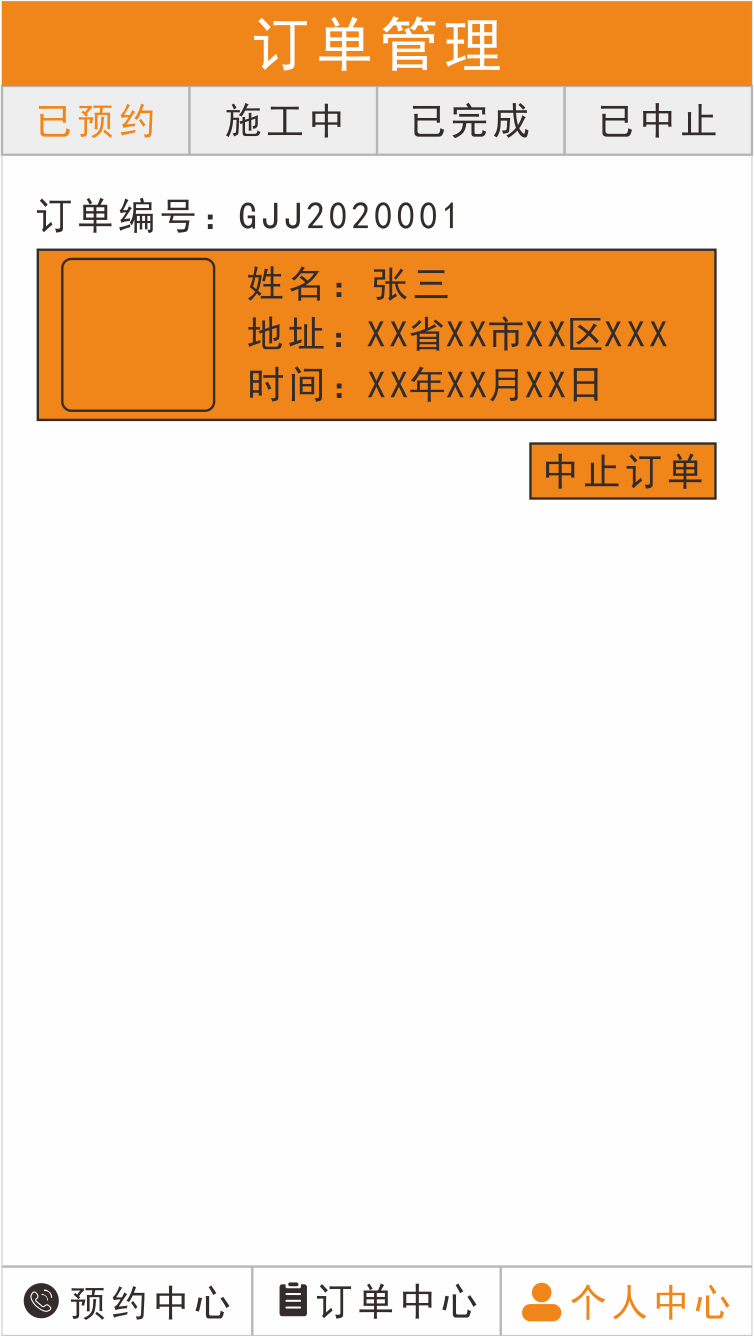 订单管理
已预约 施工中 已完成 已中止
订单编号：GJJ2020001
姓名：张三
地址：XX省XX市XX区XXX
时间：XX年XX月XX日
中止订单
预约中心 订单中心 个人中心